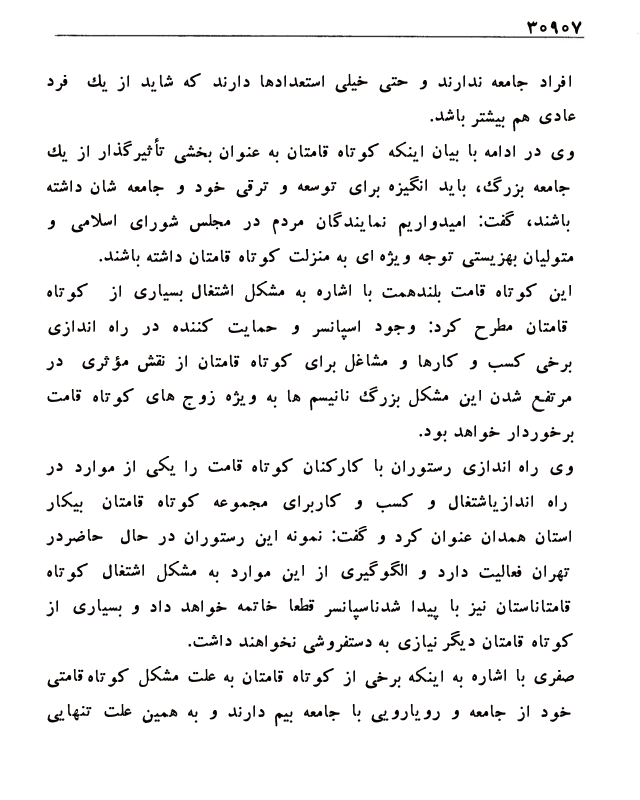 ۳۰۹۰۷
افراد جامعه ندارند و حتی خیلی استعدادها دارند که شاید از یك فرد
عادی هم بیشتر باشد.
وی در ادامه با بیان اینکه کوتاه قامتان به عنوان بخشی تأثیرگذار از یك
جامعه بزرگ، باید انگیزه برای توسعه و ترقی خود و جامعه شان داشته
باشند، گفت: امیدواریم نمایندگان مردم در مجلس شورای اسلامی و
متولیان بهزیستی توجه ویژه ای به منزلت کوتاه قامتان داشته باشند.
این کوتاه قامت بلندهمت با اشاره به مشکل اشتغال بسیاری از کوتاه
قامتان مطرح کرد: وجود اسپانسر و حمایت کننده در راه اندازی
برخی کسب و کارها و مشاغل برای کوتاه قامتان از نقش مؤثری در
مرتفع شدن این مشکل بزرگ نانیسم ها به ویژه زوج های کوتاه قامت
برخوردار خواهد بود.
وی راه اندازی رستوران با کارکنان کوتاه قامت را یکی از موارد در
راه اندازیاشتغال و کسب و کاربرای مجموعه کوتاه قامتان بیکار
استان همدان عنوان کرد و گفت: نمونه این رستوران در حال حاضردر
تهران فعالیت دارد و الگوگیری از این موارد به مشکل اشتغال کوتاه
قامتاناستان نیز با پیدا شدناسپانسر قطعا خاتمه خواهد داد و بسیاری از
کوتاه قامتان دیگر نیازی به دستفروشی نخواهند داشت.
صفری با اشاره به اینکه برخی از کوتاه قامتان به علت مشکل کوتاه قامتی
خود از جامعه و رویارویی با جامعه بیم دارند و به همین علت تنهایی